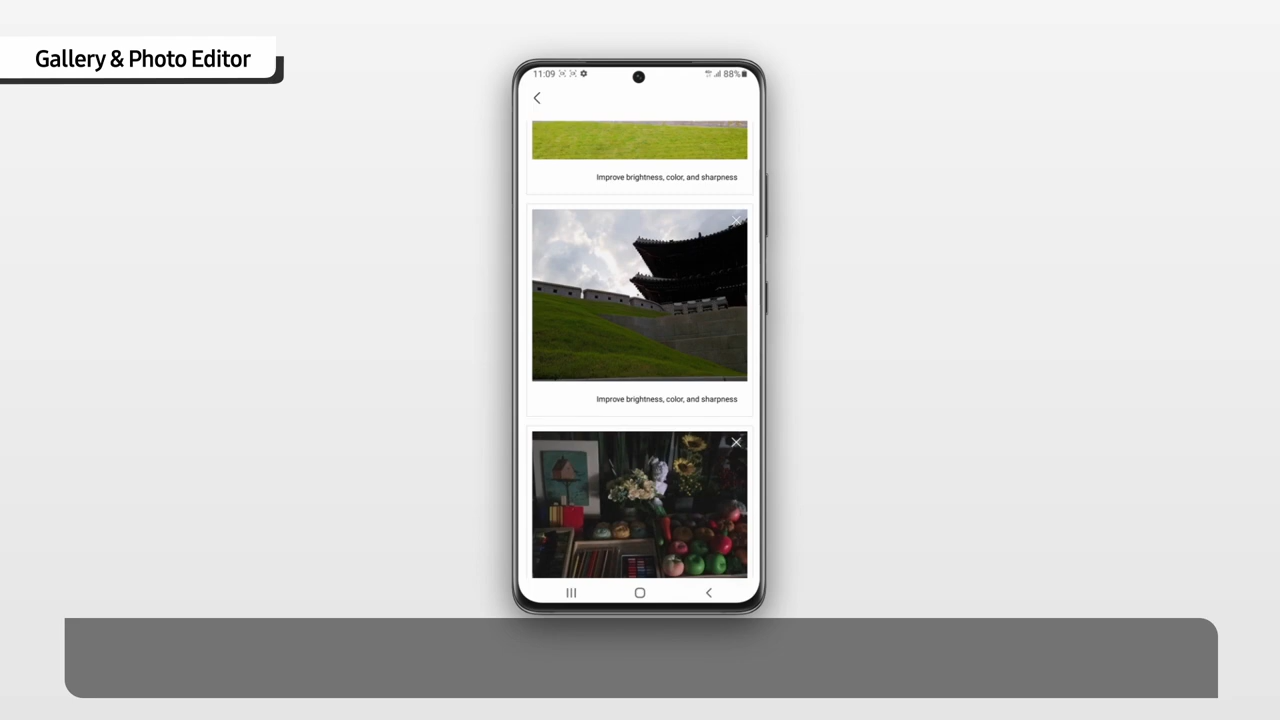 Gallery & Photo Editor
11:09
88%
Improve brightness, color, and sharpness
Improve brightness, color, and sharpness